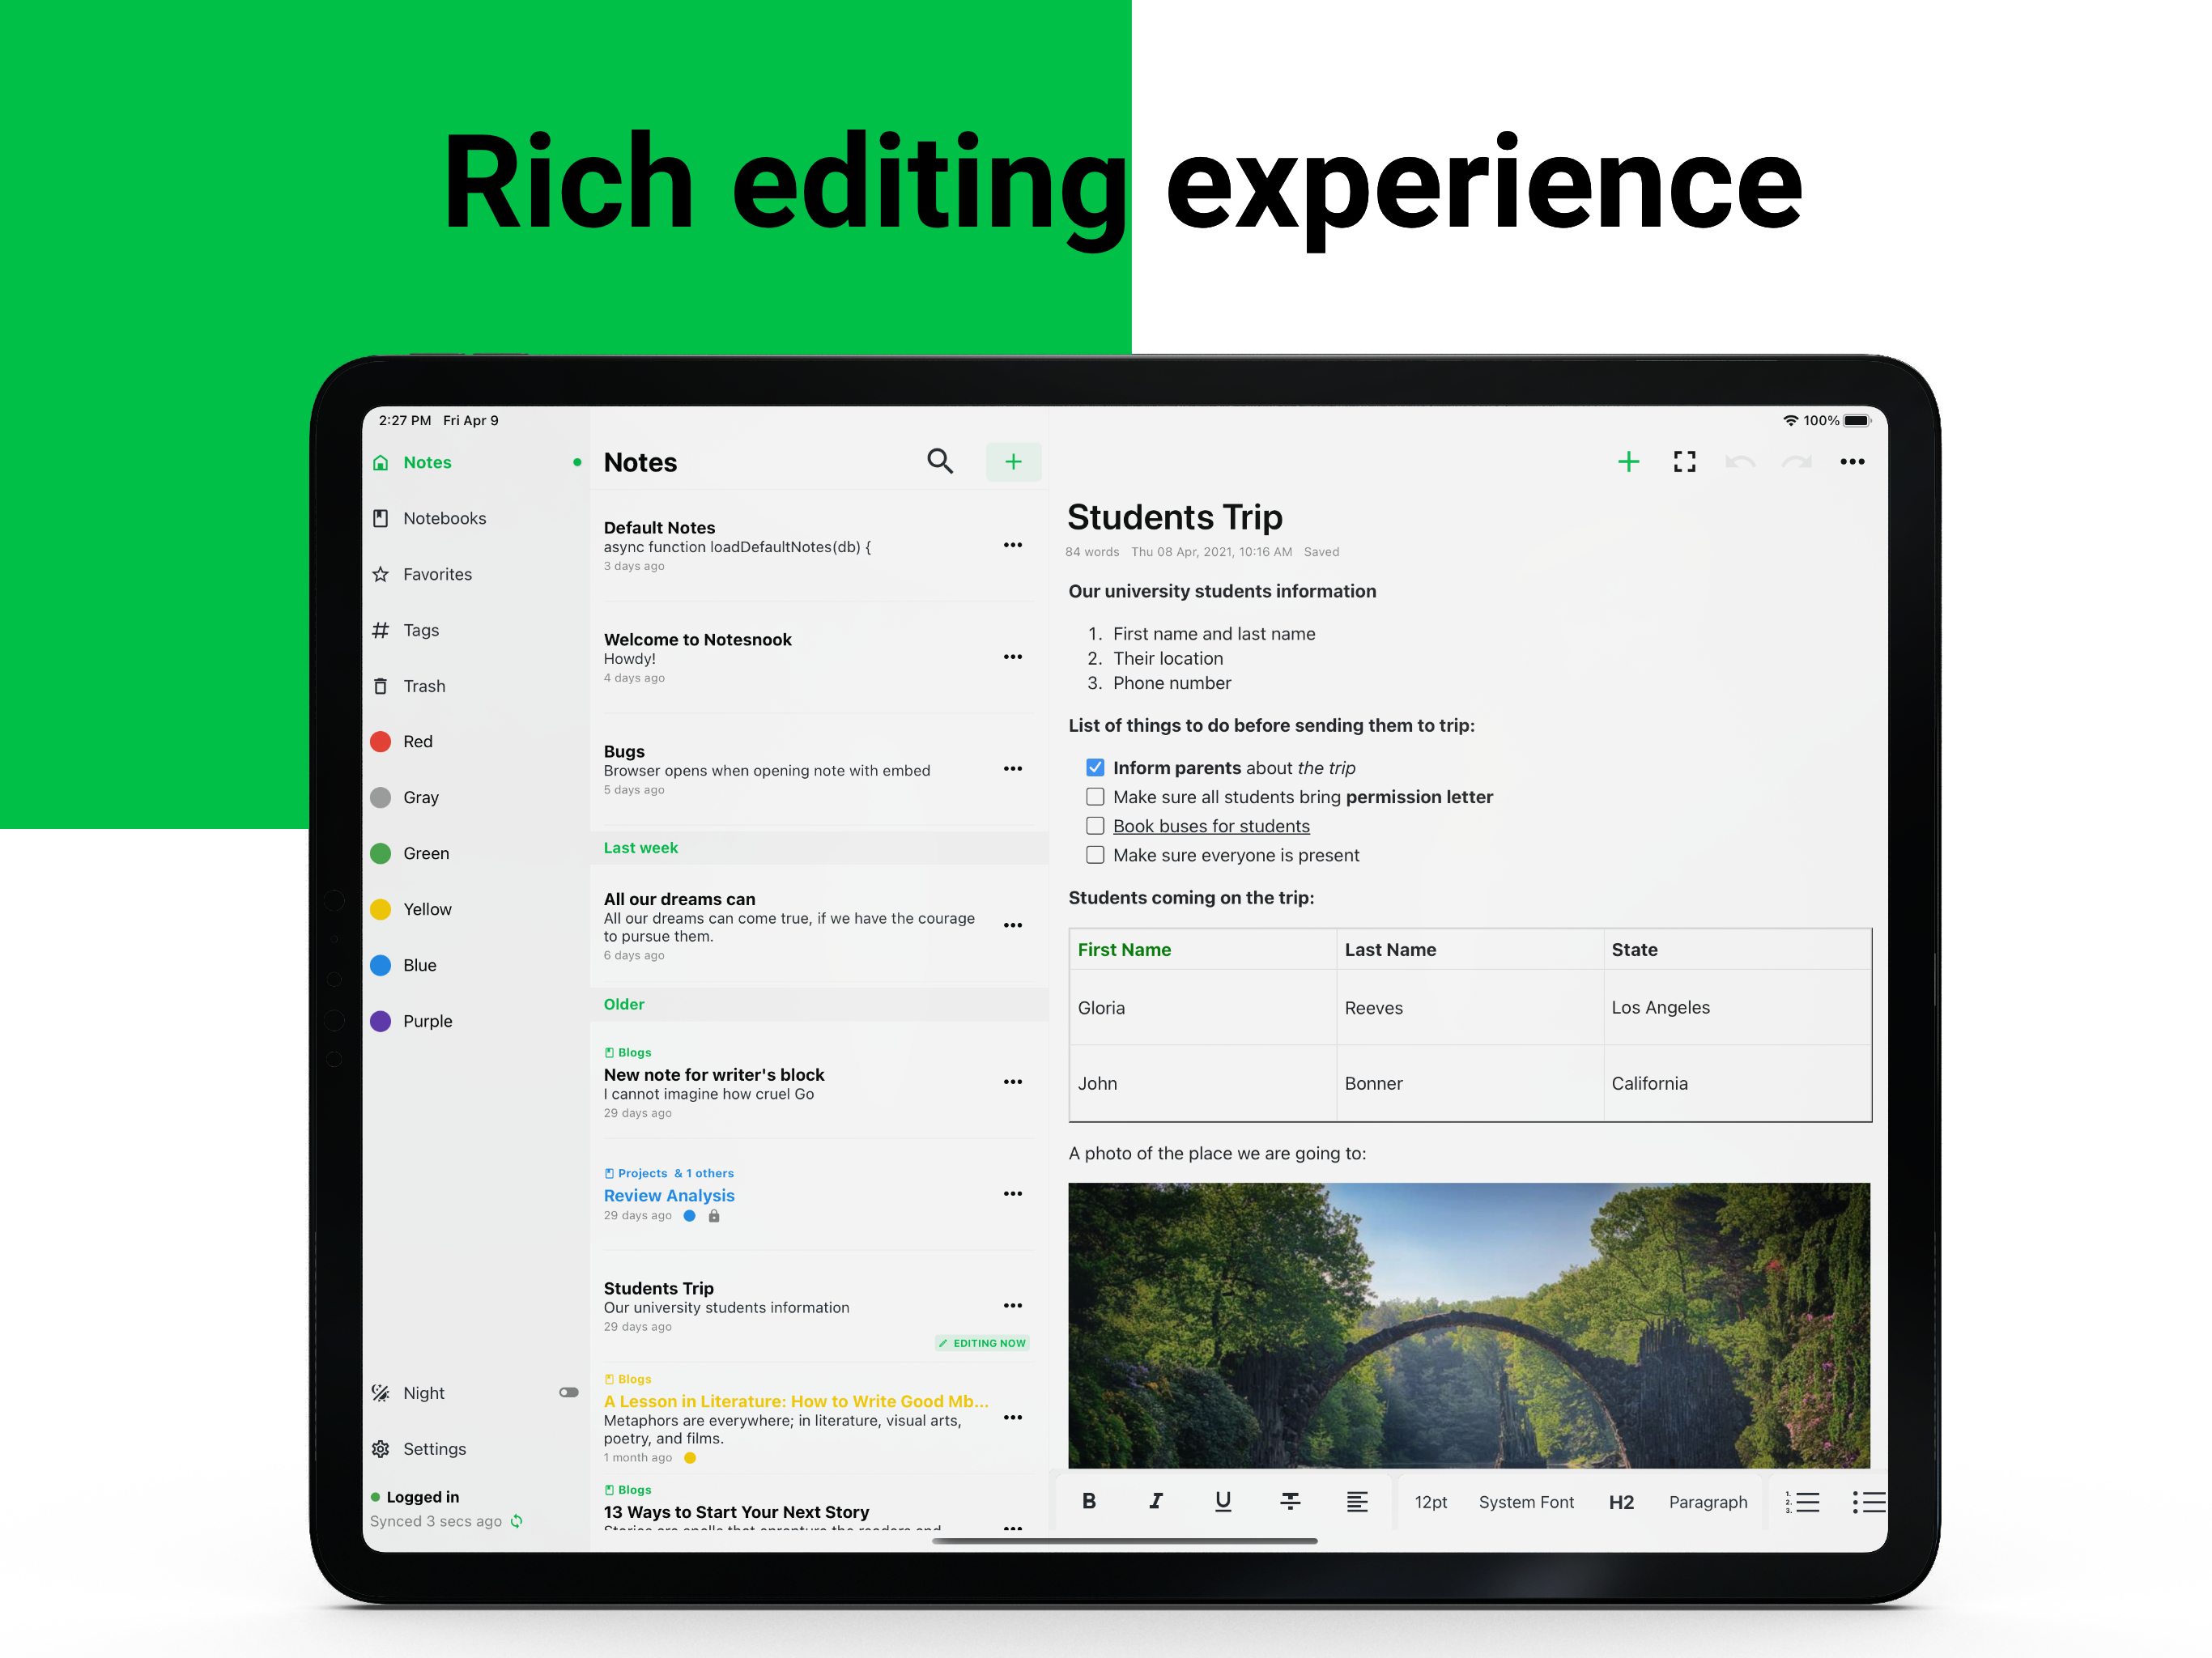 Rich editing experience
2:27 PM Fri Apr 9
100%
Notes
Notebooks
Favorites
Tags
Trash
Red
Gray
Green
Yellow
Blue
Purple
Night
Settings
Logged in
Synced 3 secs ago
Notes
Default Notes
async function loadDefaultNotes(db) {
3 days ago
Welcome to Notesnook
Howdy!
4 days ago
Bugs
Browser opens when opening note with embed
5 days ago
Last week
All our dreams can
All our dreams can come true, if we have the courage
to pursue them.
6 days ago
Older
Blogs
New note for writer's block
I cannot imagine how cruel Go
29 days ago
Projects & 1 others
Review Analysis
29 days ago
Students Trip
Our university students information
29 days ago
EDITING NOW
Blogs
A Lesson in Literature: How to Write Good Mb...
Metaphors are everywhere; in literature, visual arts,
poetry, and films.
1 month ago
Blogs
13 Ways to Start Your Next Story
Students Trip
84 words Thu 08 Apr, 2021, 10:16 AM Saved
Our university students information
1. First name and last name
2. Their location
3. Phone number
List of things to do before sending them to trip:
Inform parents about the trip
Make sure all students bring permission letter
Book buses for students
Make sure everyone is present
Students coming on the trip:
First Name Last Name State
Gloria Reeves Los Angeles
John Bonner California
A photo of the place we are going to:
B I U 12pt System Font H2 Paragraph